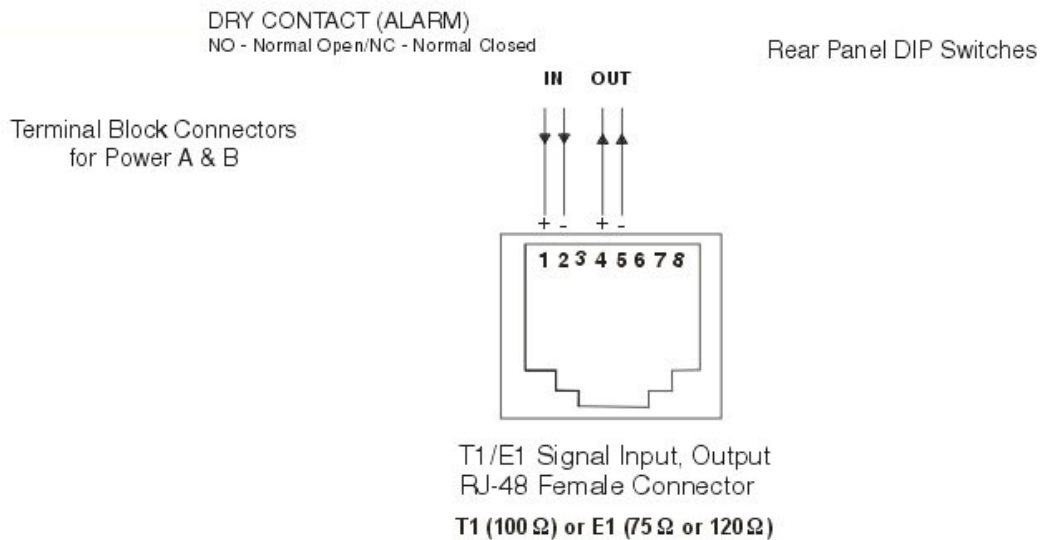 DRY CONTACT (ALARM)
NO - Normal Open/NC - Normal Closed
Rear Panel DIP Switches
IN OUT
Terminal Block Connectors
for Power A & B
+ - + -
1 2 3 4 5 6 7 8
T1/E1 Signal Input, Output
RJ-48 Female Connector
T1 (100 Ω) or E1 (75 Ω or 120 Ω)